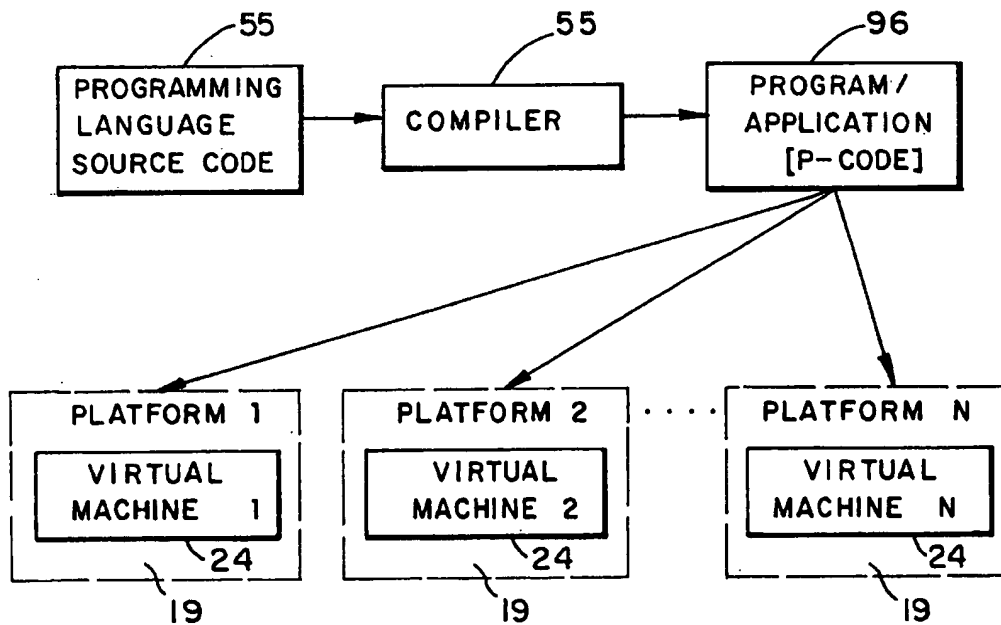 55
55
96
PROGRAMMING
LANGUAGE
SOURCE CODE
COMPILER
PROGRAM/
APPLICATION
[P-CODE]
PLATFORM 1
PLATFORM 2
. . . .
PLATFORM N
VIRTUAL
MACHINE 1
VIRTUAL
MACHINE 2
VIRTUAL
MACHINE N
24
24
24
19
19
19